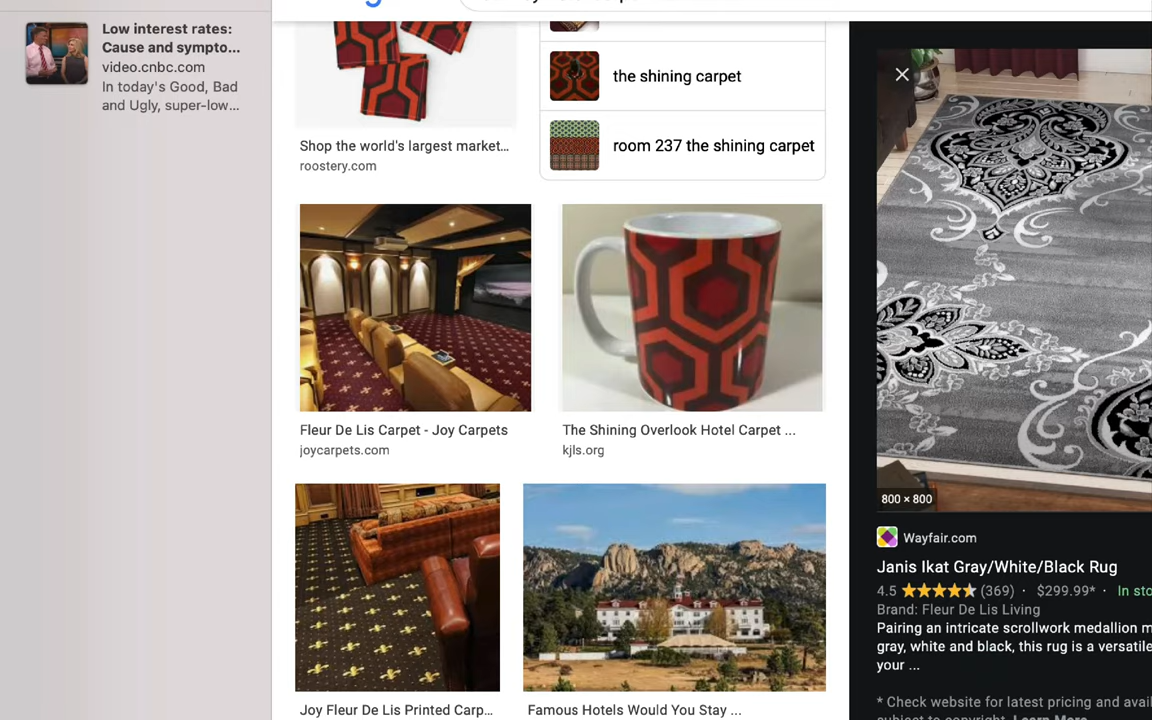 Low interest rates:
Cause and sympto...
video.cnbc.com
In today's Good, Bad
and Ugly, super-low...
Shop the world's largest market...
roostery.com
the shining carpet
room 237 the shining carpet
Fleur De Lis Carpet - Joy Carpets
joycarpets.com
The Shining Overlook Hotel Carpet ...
kjls.org
Joy Fleur De Lis Printed Carp...
Famous Hotels Would You Stay ...
800 × 800
Wayfair.com
Janis Ikat Gray/White/Black Rug
4.5 (369) · $299.99* · In sto
Brand: Fleur De Lis Living
Pairing an intricate scrollwork medallion m
gray, white and black, this rug is a versatile
your ...
* Check website for latest pricing and avai
subject to copyright. Learn More